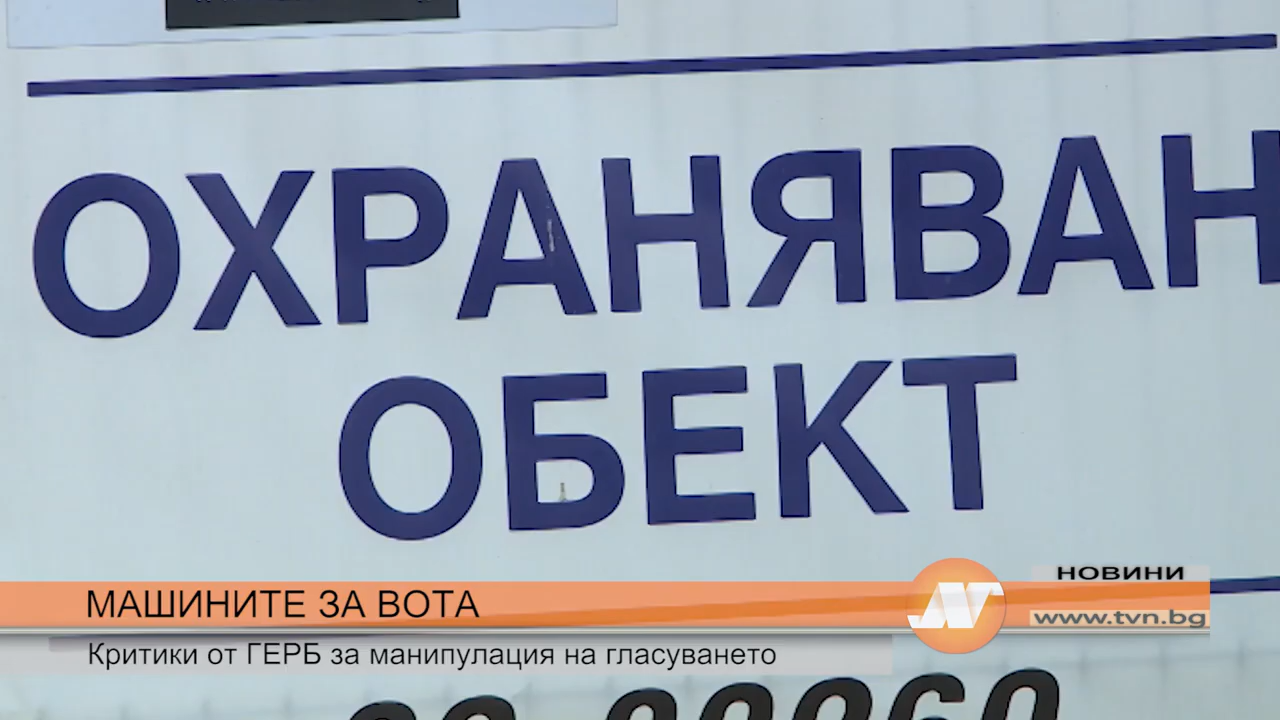 ОХРАНЯВАН
ОБЕКТ
МАШИНИТЕ ЗА ВОТА
НОВИНИ
www.tvn.bg
Критики от ГЕРБ за манипулация на гласуването